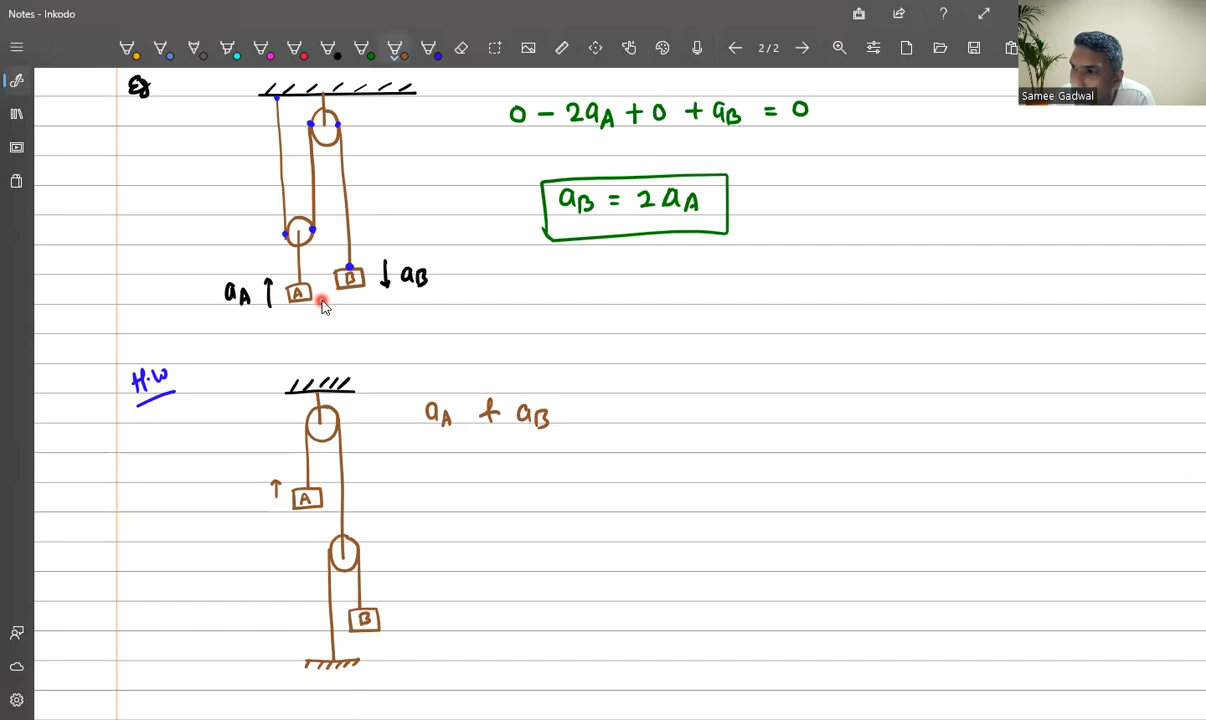 Notes - Inkodo
2/2
Samee Gadwal
Eg
0 - 2aA + 0 + aB = 0
aB = 2aA
aA ↑ A B ↓ aB
H.W
aA + aB
↑ A
B